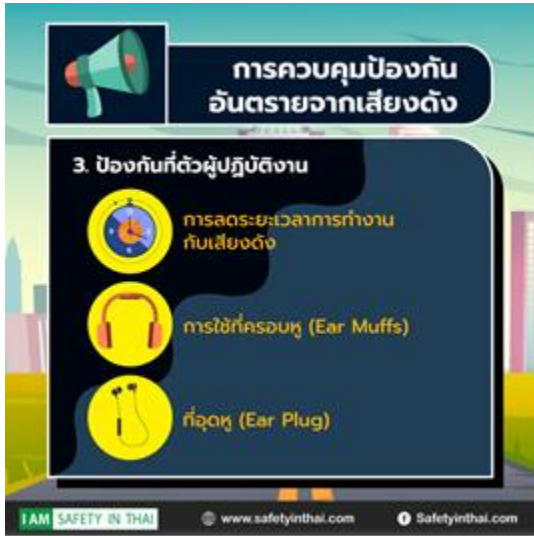 การควบคุมป้องกัน
อันตรายจากเสียงดัง
3. ป้องกันที่ตัวผู้ปฏิบัติงาน
การลดระยะเวลาการทำงาน
กับเสียงดัง
การใช้ที่ครอบหู (Ear Muffs)
ที่อุดหู (Ear Plug)
I AM SAFETY IN THAI www.safetyinthai.com Safetyinthai.com